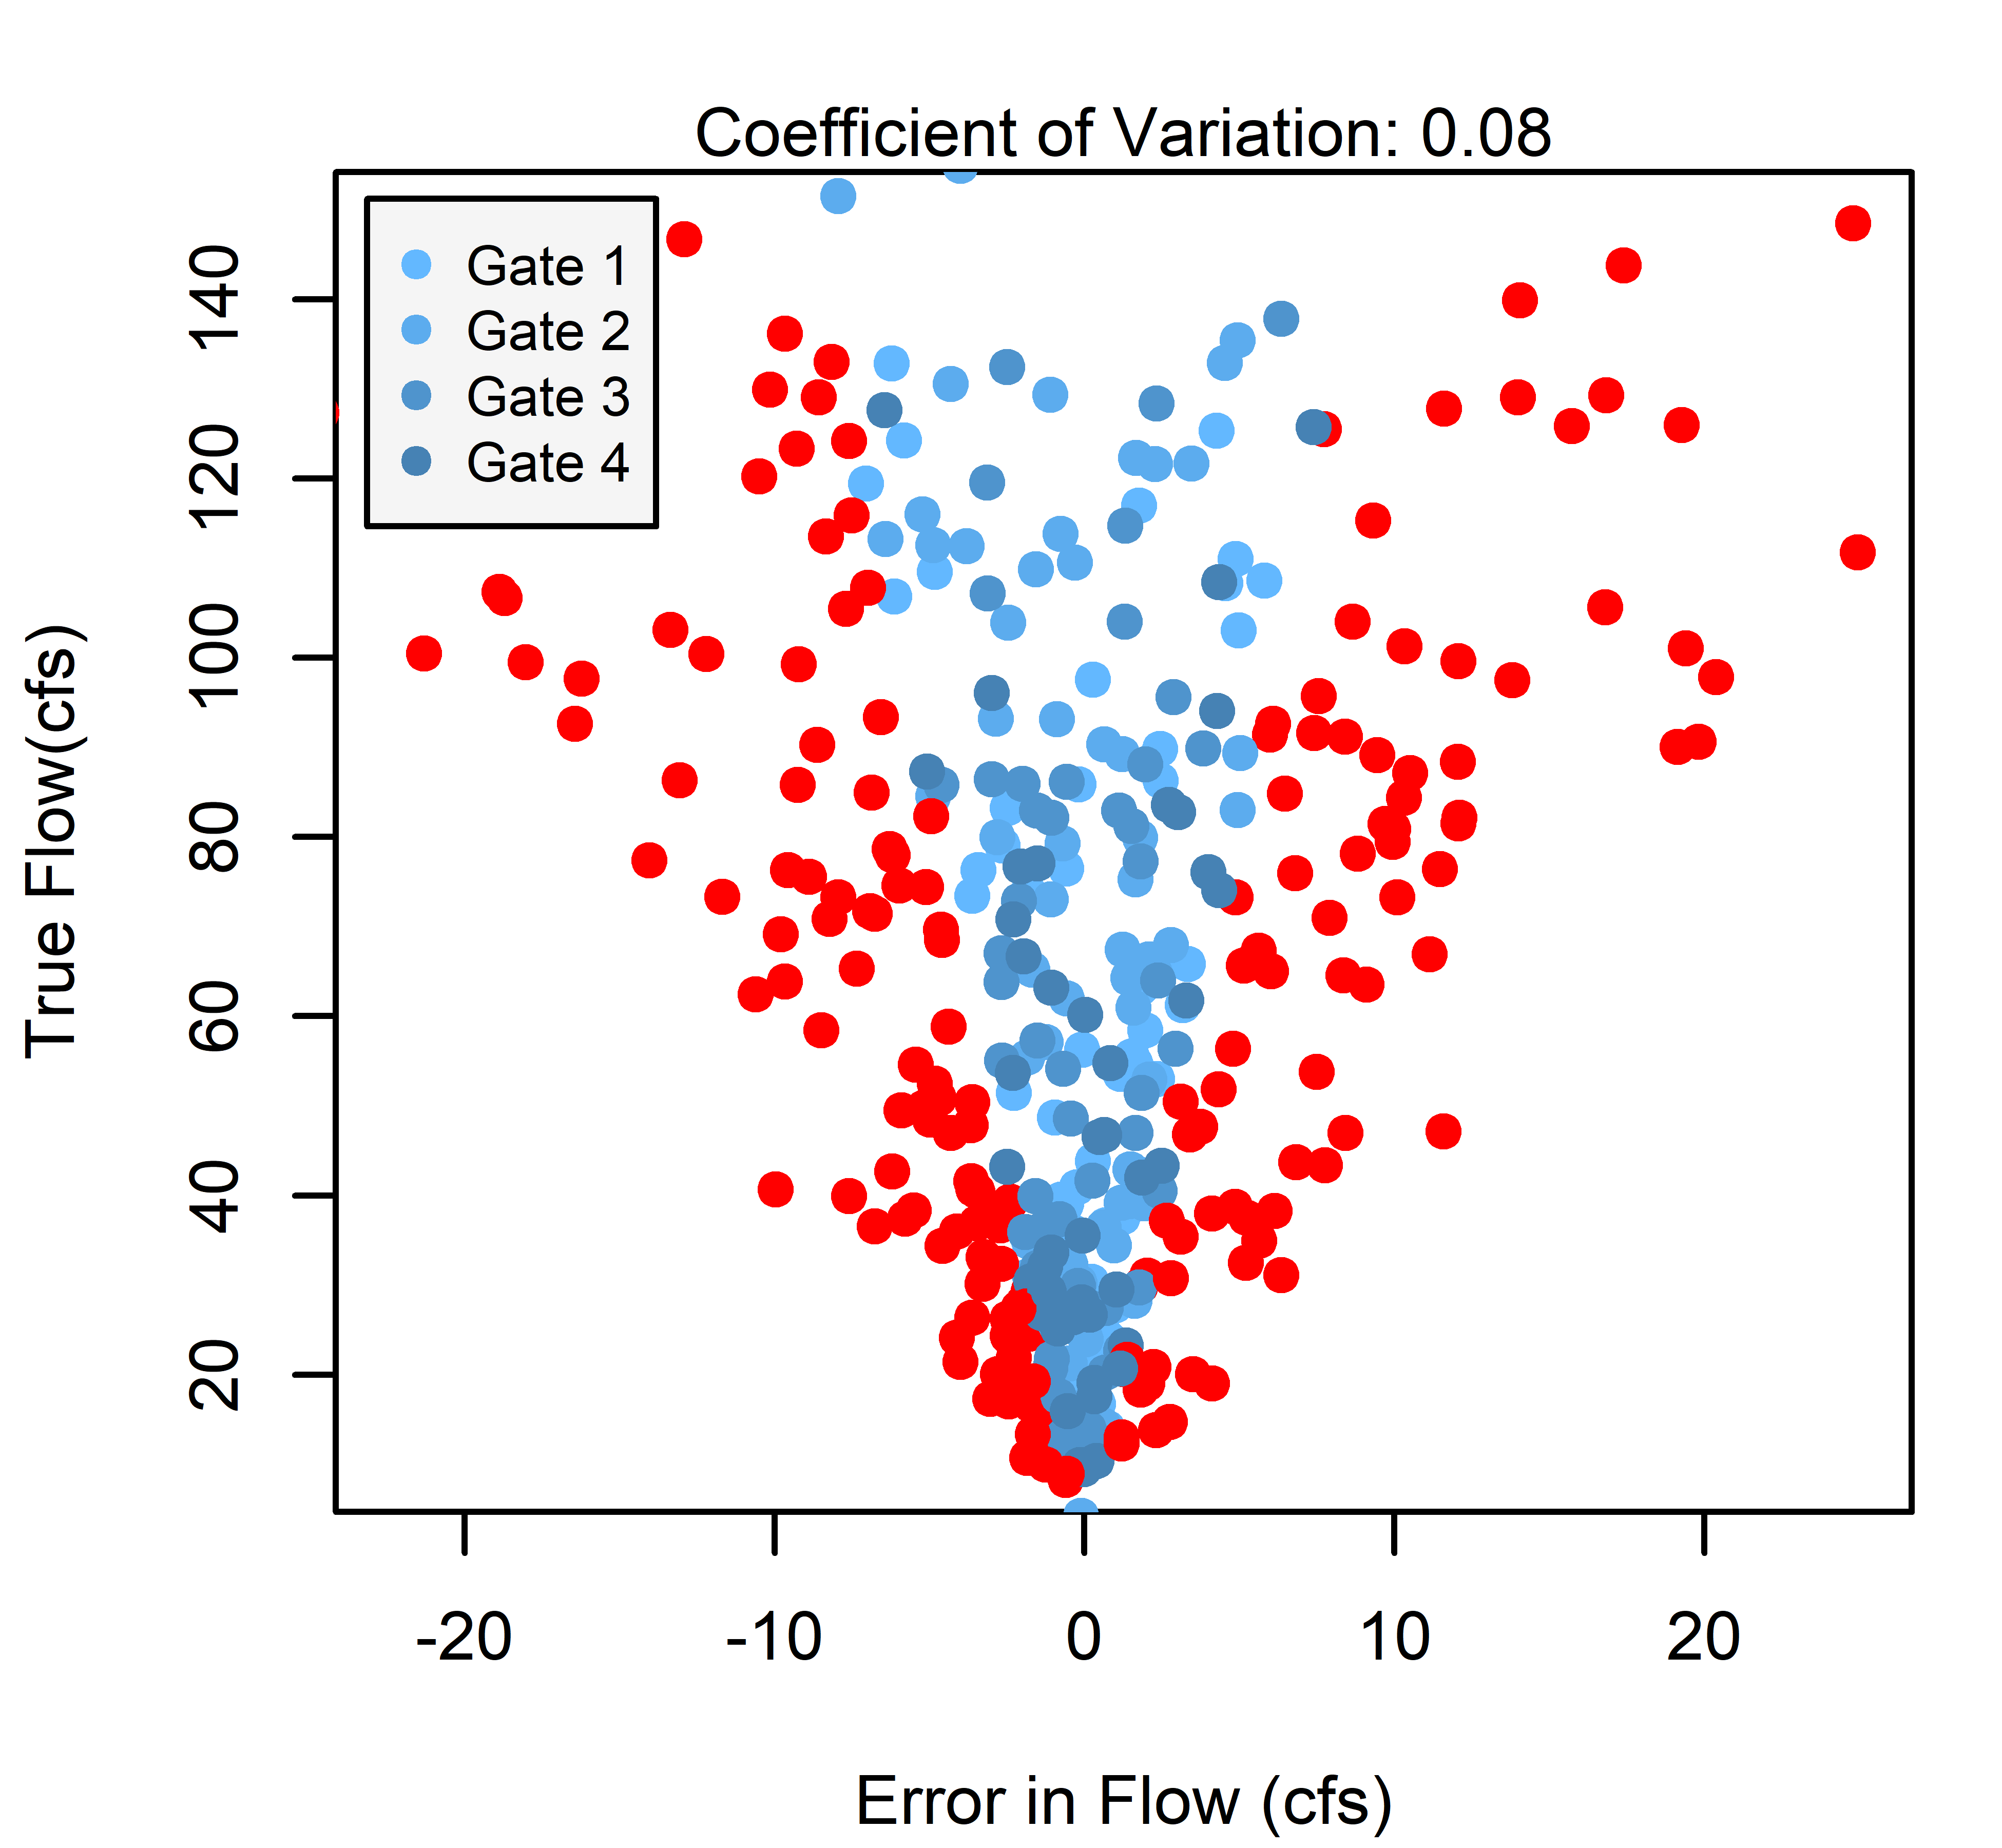 Coefficient of Variation: 0.08
Gate 1
Gate 2
Gate 3
Gate 4
True Flow(cfs)
140
120
100
80
60
40
20
-20 -10 0 10 20
Error in Flow (cfs)